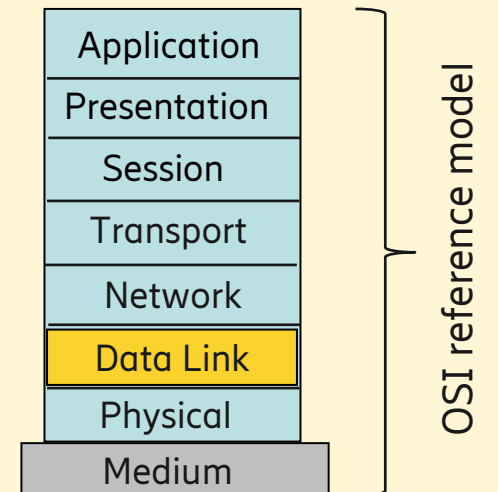 Application
Presentation
Session
Transport
Network
Data Link
Physical
Medium
OSI reference model